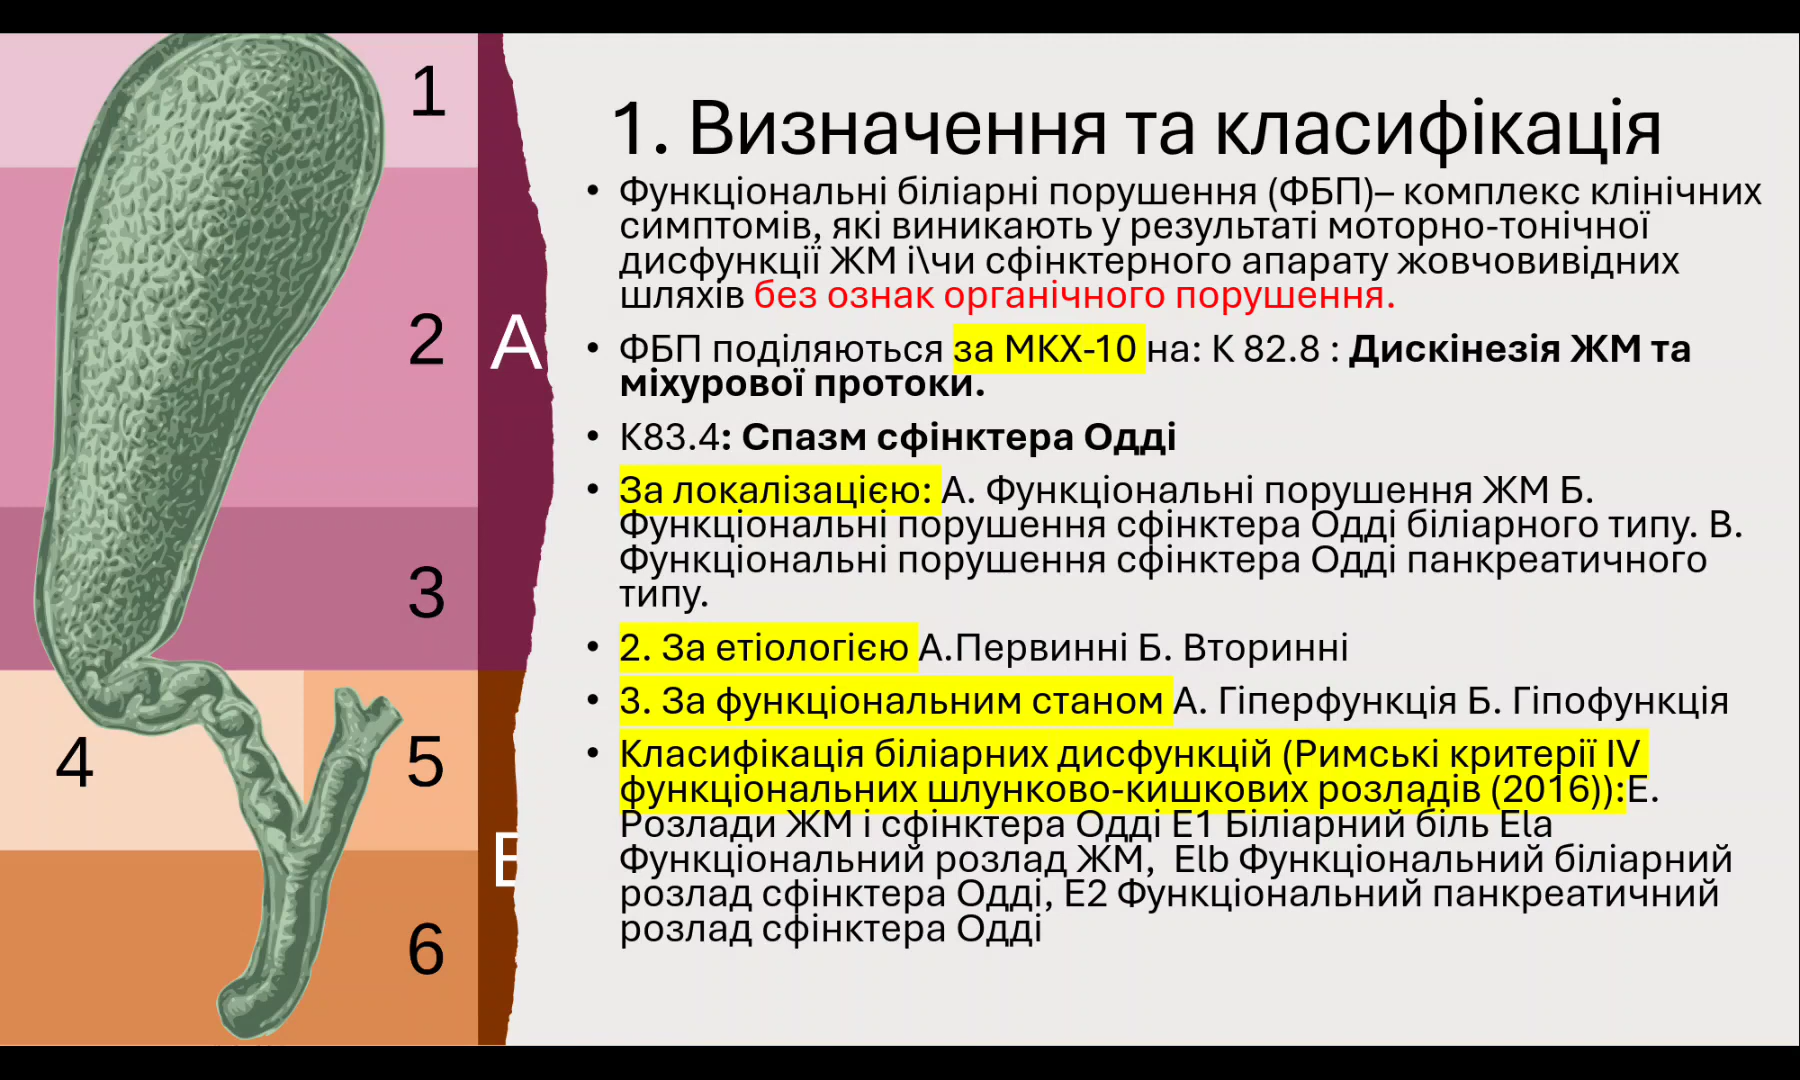 1
2
A
3
4
5
6
1. Визначення та класифікація
• Функціональні біліарні порушення (ФБП)– комплекс клінічних
симптомів, які виникають у результаті моторно-тонічної
дисфункції ЖМ і\чи сфінктерного апарату жовчовивідних
шляхів без ознак органічного порушення.
• ФБП поділяються за МКХ-10 на: К 82.8 : Дискінезія ЖМ та
міхурової протоки.
• К83.4: Спазм сфінктера Одді
• За локалізацією: А. Функціональні порушення ЖМ Б.
Функціональні порушення сфінктера Одді біліарного типу. В.
Функціональні порушення сфінктера Одді панкреатичного
типу.
• 2. За етіологією А.Первинні Б. Вторинні
• 3. За функціональним станом А. Гіперфункція Б. Гіпофункція
• Класифікація біліарних дисфункцій (Римські критерії IV
функціональних шлунково-кишкових розладів (2016)):Е.
Розлади ЖМ і сфінктера Одді Е1 Біліарний біль Ela
Функціональний розлад ЖМ,  Elb Функціональний біліарний
розлад сфінктера Одді, Е2 Функціональний панкреатичний
розлад сфінктера Одді